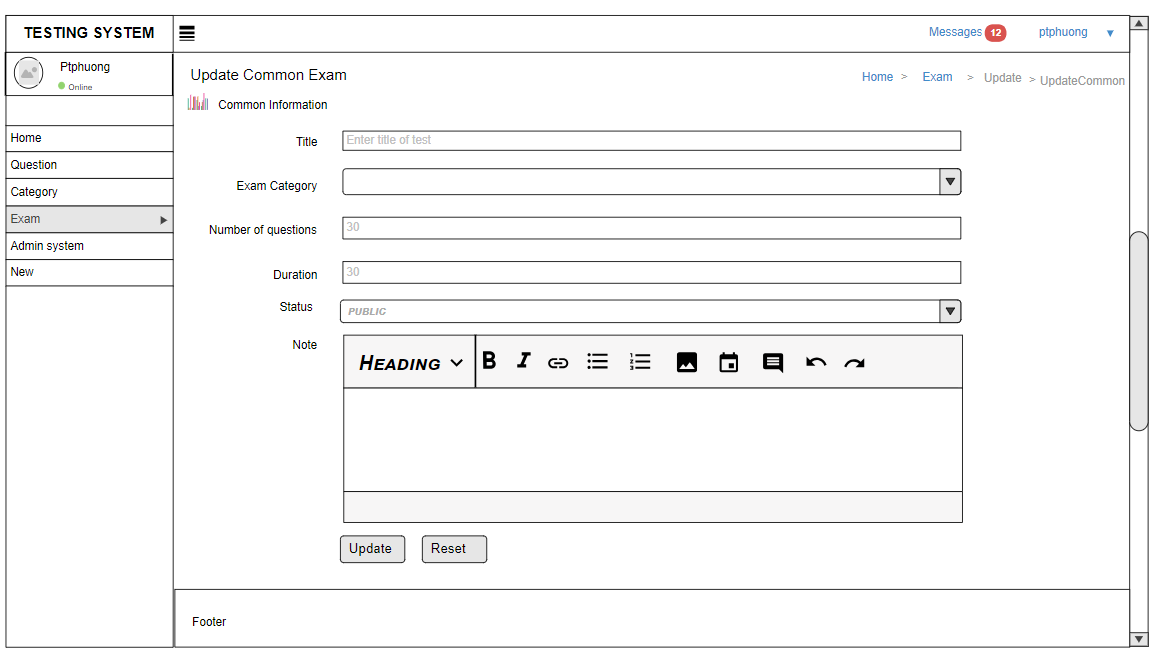 TESTING SYSTEM
Messages 12 ptphuong
Ptphuong
Online
Update Common Exam
Home > Exam > Update > UpdateCommon
Common Information
Home
Question
Category
Exam
Admin system
New
Title Enter title of test
Exam Category
Number of questions 30
Duration 30
Status PUBLIC
Note
HEADING B I
Update Reset
Footer